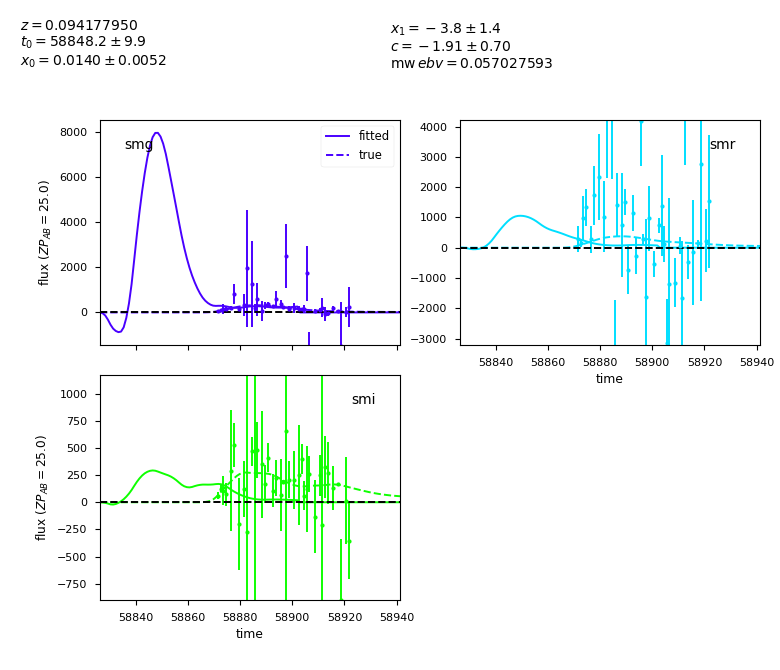 z = 0.094177950
t₀ = 58848.2 ± 9.9
x₀ = 0.0140 ± 0.0052
x₁ = −3.8 ± 1.4
c = −1.91 ± 0.70
mw ebv = 0.057027593
smg
fitted
true
8000
6000
4000
2000
0
flux (ZP_AB = 25.0)
smr
4000
3000
2000
1000
0
−1000
−2000
−3000
58840 58860 58880 58900 58920 58940
time
smi
1000
750
500
250
0
−250
−500
−750
flux (ZP_AB = 25.0)
58840 58860 58880 58900 58920 58940
time